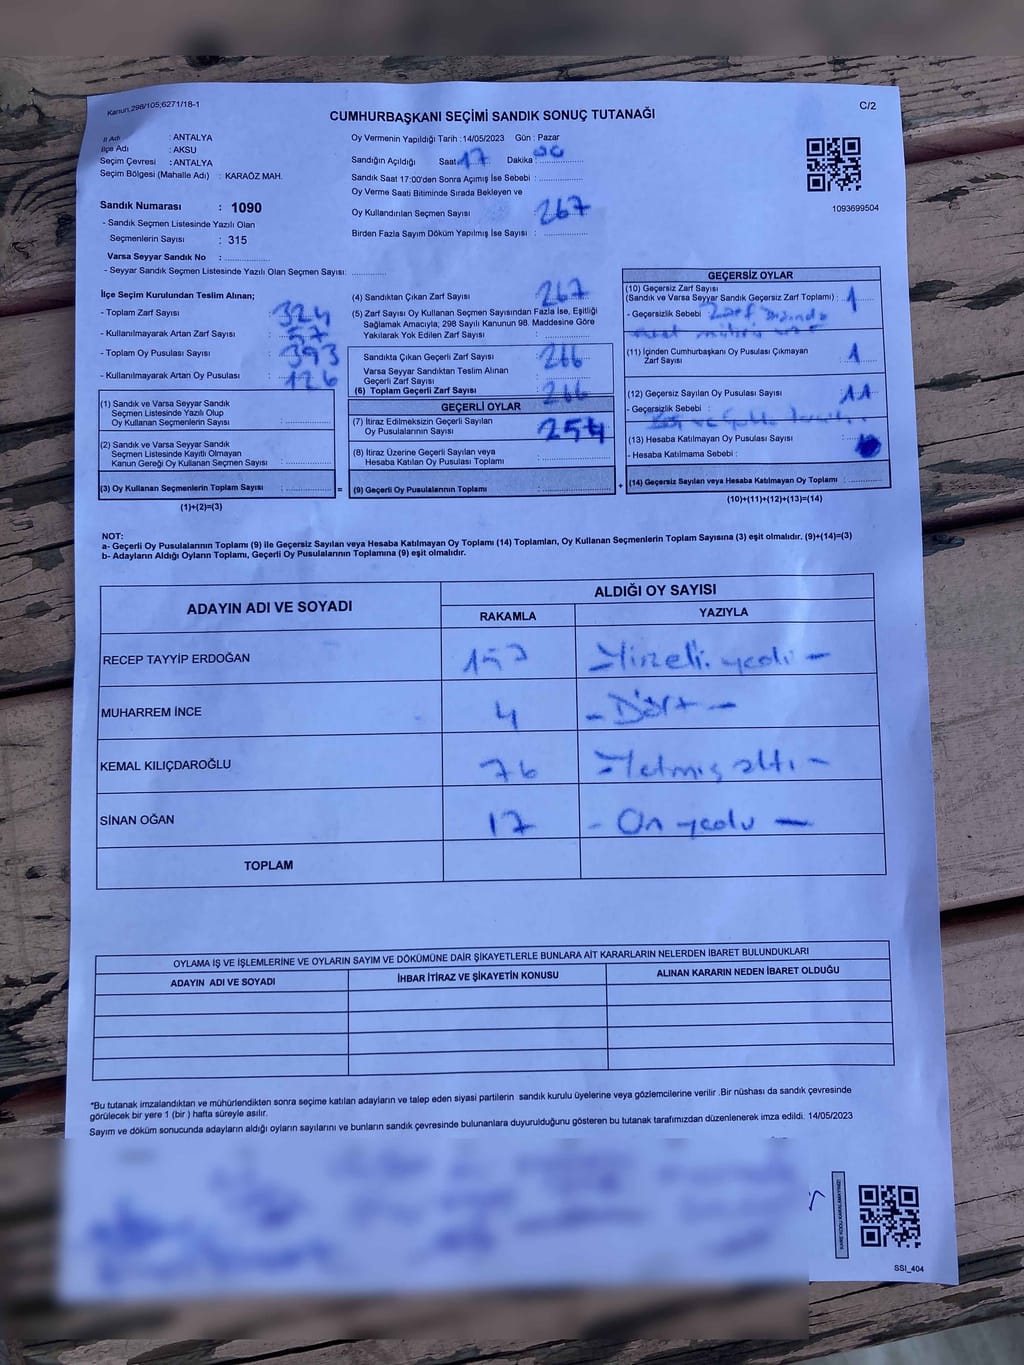 Kanun,298/105;6271/18-1
C/2
CUMHURBAŞKANI SEÇİMİ SANDIK SONUÇ TUTANAĞI
İl Adı : ANTALYA
İlçe Adı : AKSU
Seçim Çevresi : ANTALYA
Seçim Bölgesi (Mahalle Adı) : KARAÖZ MAH.
Sandık Numarası : 1090
- Sandık Seçmen Listesinde Yazılı Olan
Seçmenlerin Sayısı : 315
Varsa Seyyar Sandık No :
- Seyyar Sandık Seçmen Listesinde Yazılı Olan Seçmen Sayısı:
Oy Vermenin Yapıldığı Tarih :14/05/2023 Gün : Pazar
Sandığın Açıldığı Saat 17 Dakika : 00
Sandık Saat 17:00'den Sonra Açımış İse Sebebi :
Oy Verme Saati Bitiminde Sırada Bekleyen ve
Oy Kullandırılan Seçmen Sayısı 267
Birden Fazla Sayım Döküm Yapılmış İse Sayısı :
1093699504
İlçe Seçim Kurulundan Teslim Alınan;
- Toplam Zarf Sayısı : 324
- Kullanılmayarak Artan Zarf Sayısı : 57
- Toplam Oy Pusulası Sayısı : 393
- Kullanılmayarak Artan Oy Pusulası : 126
(1) Sandık ve Varsa Seyyar Sandık
Seçmen Listesinde Yazılı Olup
Oy Kullanan Seçmenlerin Sayısı :
(2) Sandık ve Varsa Seyyar Sandık
Seçmen Listesinde Kayıtlı Olmayan
Kanun Gereği Oy Kullanan Seçmen Sayısı :
(3) Oy Kullanan Seçmenlerin Toplam Sayısı :
(1)+(2)=(3)
=
(4) Sandıktan Çıkan Zarf Sayısı : 267
(5) Zarf Sayısı Oy Kullanan Seçmen Sayısından Fazla İse, Eşitliği
Sağlamak Amacıyla; 298 Sayılı Kanunun 98. Maddesine Göre
Yakılarak Yok Edilen Zarf Sayısı :
Sandıkta Çıkan Geçerli Zarf Sayısı : 266
Varsa Seyyar Sandıktan Teslim Alınan
Geçerli Zarf Sayısı :
(6) Toplam Geçerli Zarf Sayısı : 266
GEÇERLİ OYLAR
(7) İtiraz Edilmeksizin Geçerli Sayılan
Oy Pusulalarının Sayısı : 254
(8) İtiraz Üzerine Geçerli Sayılan veya
Hesaba Katılan Oy Pusulası Toplamı :
(9) Geçerli Oy Pusulalarının Toplamı :
+
GEÇERSİZ OYLAR
(10) Geçersiz Zarf Sayısı
(Sandık ve Varsa Seyyar Sandık Geçersiz Zarf Toplamı) : 1
- Geçersizlik Sebebi : Zarf
(11) İçinden Cumhurbaşkanı Oy Pusulası Çıkmayan
Zarf Sayısı : 1
(12) Geçersiz Sayılan Oy Pusulası Sayısı : 11
- Geçersizlik Sebebi :
(13) Hesaba Katılmayan Oy Pusulası Sayısı :
- Hesaba Katılmama Sebebi :
(14) Geçersiz Sayılan veya Hesaba Katılmayan Oy Toplamı :
(10)+(11)+(12)+(13)=(14)
NOT:
a- Geçerli Oy Pusulalarının Toplamı (9) ile Geçersiz Sayılan veya Hesaba Katılmayan Oy Toplamı (14) Toplamları, Oy Kullanan Seçmenlerin Toplam Sayısına (3) eşit olmalıdır. (9)+(14)=(3)
b- Adayların Aldığı Oyların Toplamı, Geçerli Oy Pusulalarının Toplamına (9) eşit olmalıdır.
ADAYIN ADI VE SOYADI
ALDIĞI OY SAYISI
RAKAMLA YAZIYLA
RECEP TAYYİP ERDOĞAN 157 - Yüzelli yedi -
MUHARREM İNCE 4 - Dört -
KEMAL KILIÇDAROĞLU 76 - Yetmiş altı -
SİNAN OĞAN 17 - On yedi -
TOPLAM
OYLAMA İŞ VE İŞLEMLERİNE VE OYLARIN SAYIM VE DÖKÜMÜNE DAİR ŞİKAYETLERLE BUNLARA AİT KARARLARIN NELERDEN İBARET BULUNDUKLARI
ADAYIN ADI VE SOYADI İHBAR İTİRAZ VE ŞİKAYETİN KONUSU ALINAN KARARIN NEDEN İBARET OLDUĞU
*Bu tutanak imzalandıktan ve mühürlendikten sonra seçime katılan adayların ve talep eden siyasi partilerin sandık kurulu üyelerine veya gözlemcilerine verilir .Bir nüshası da sandık çevresinde
görülecek bir yere 1 (bir ) hafta süreyle asılır.
Sayım ve döküm sonucunda adayların aldığı oyların sayılarını ve bunların sandık çevresinde bulunanlara duyurulduğunu gösteren bu tutanak tarafımızdan düzenlenerek imza edildi. 14/05/2023
KARE KODU KARALAMAYINIZ!
SSİ_404